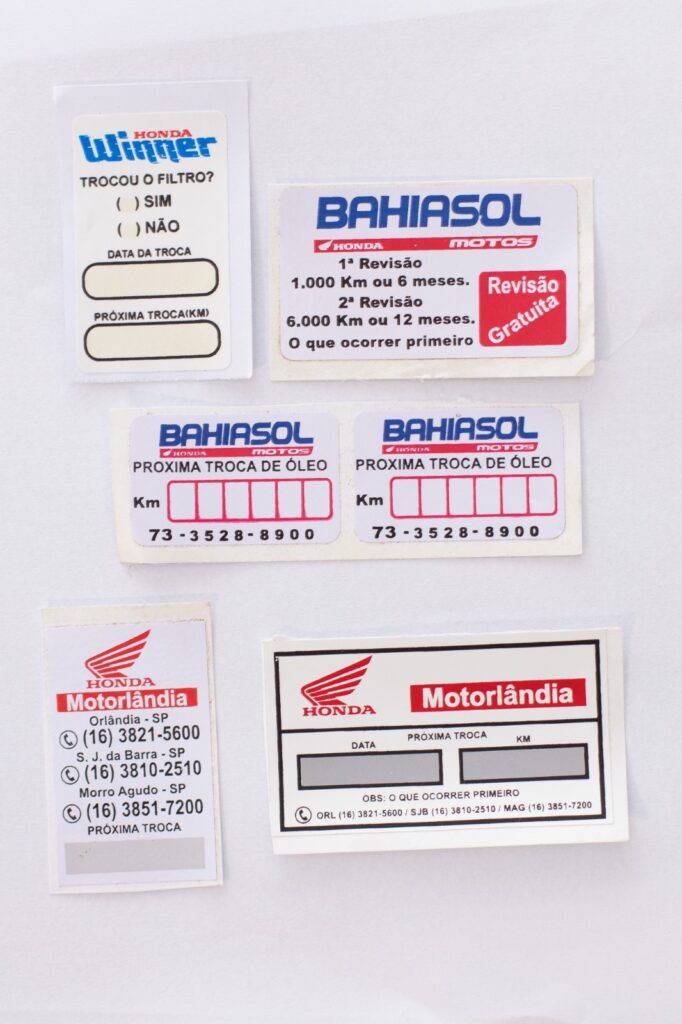 HONDA
Winner
TROCOU O FILTRO?
( ) SIM
( ) NÃO
DATA DA TROCA
PRÓXIMA TROCA(KM)
BAHIASOL
HONDA MOTOS
1ª Revisão
1.000 Km ou 6 meses.
2ª Revisão
6.000 Km ou 12 meses.
O que ocorrer primeiro
Revisão
Gratuita
BAHIASOL
HONDA MOTOS
PROXIMA TROCA DE ÓLEO
Km
73-3528-8900
BAHIASOL
HONDA MOTOS
PROXIMA TROCA DE ÓLEO
Km
73-3528-8900
HONDA
Motorlândia
Orlândia - SP
(16) 3821-5600
S. J. da Barra - SP
(16) 3810-2510
Morro Agudo - SP
(16) 3851-7200
PRÓXIMA TROCA
HONDA
Motorlândia
PRÓXIMA TROCA
DATA KM
OBS: O QUE OCORRER PRIMEIRO
ORL (16) 3821-5600 / SJB (16) 3810-2510 / MAG (16) 3851-7200